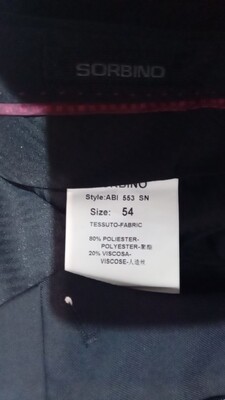 SORBINO
SORBINO
Style:ABI 553 SN
Size: 54
TESSUTO-FABRIC
80% POLIESTER-
POLYESTER-聚酯
20% VISCOSA-
VISCOSE-人造丝